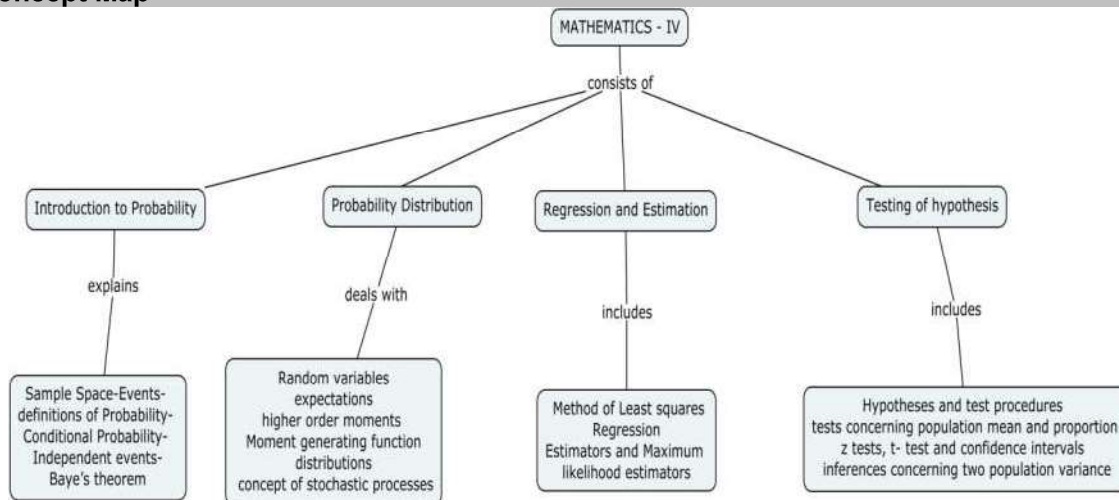 Concept Map
MATHEMATICS - IV
consists of
Introduction to Probability
Probability Distribution
Regression and Estimation
Testing of hypothesis
explains
deals with
includes
includes
Sample Space-Events-
definitions of Probability-
Conditional Probability-
Independent events-
Baye's theorem
Random variables
expectations
higher order moments
Moment generating function
distributions
concept of stochastic processes
Method of Least squares
Regression
Estimators and Maximum
likelihood estimators
Hypotheses and test procedures
tests concerning population mean and proportion
z tests, t- test and confidence intervals
inferences concerning two population variance